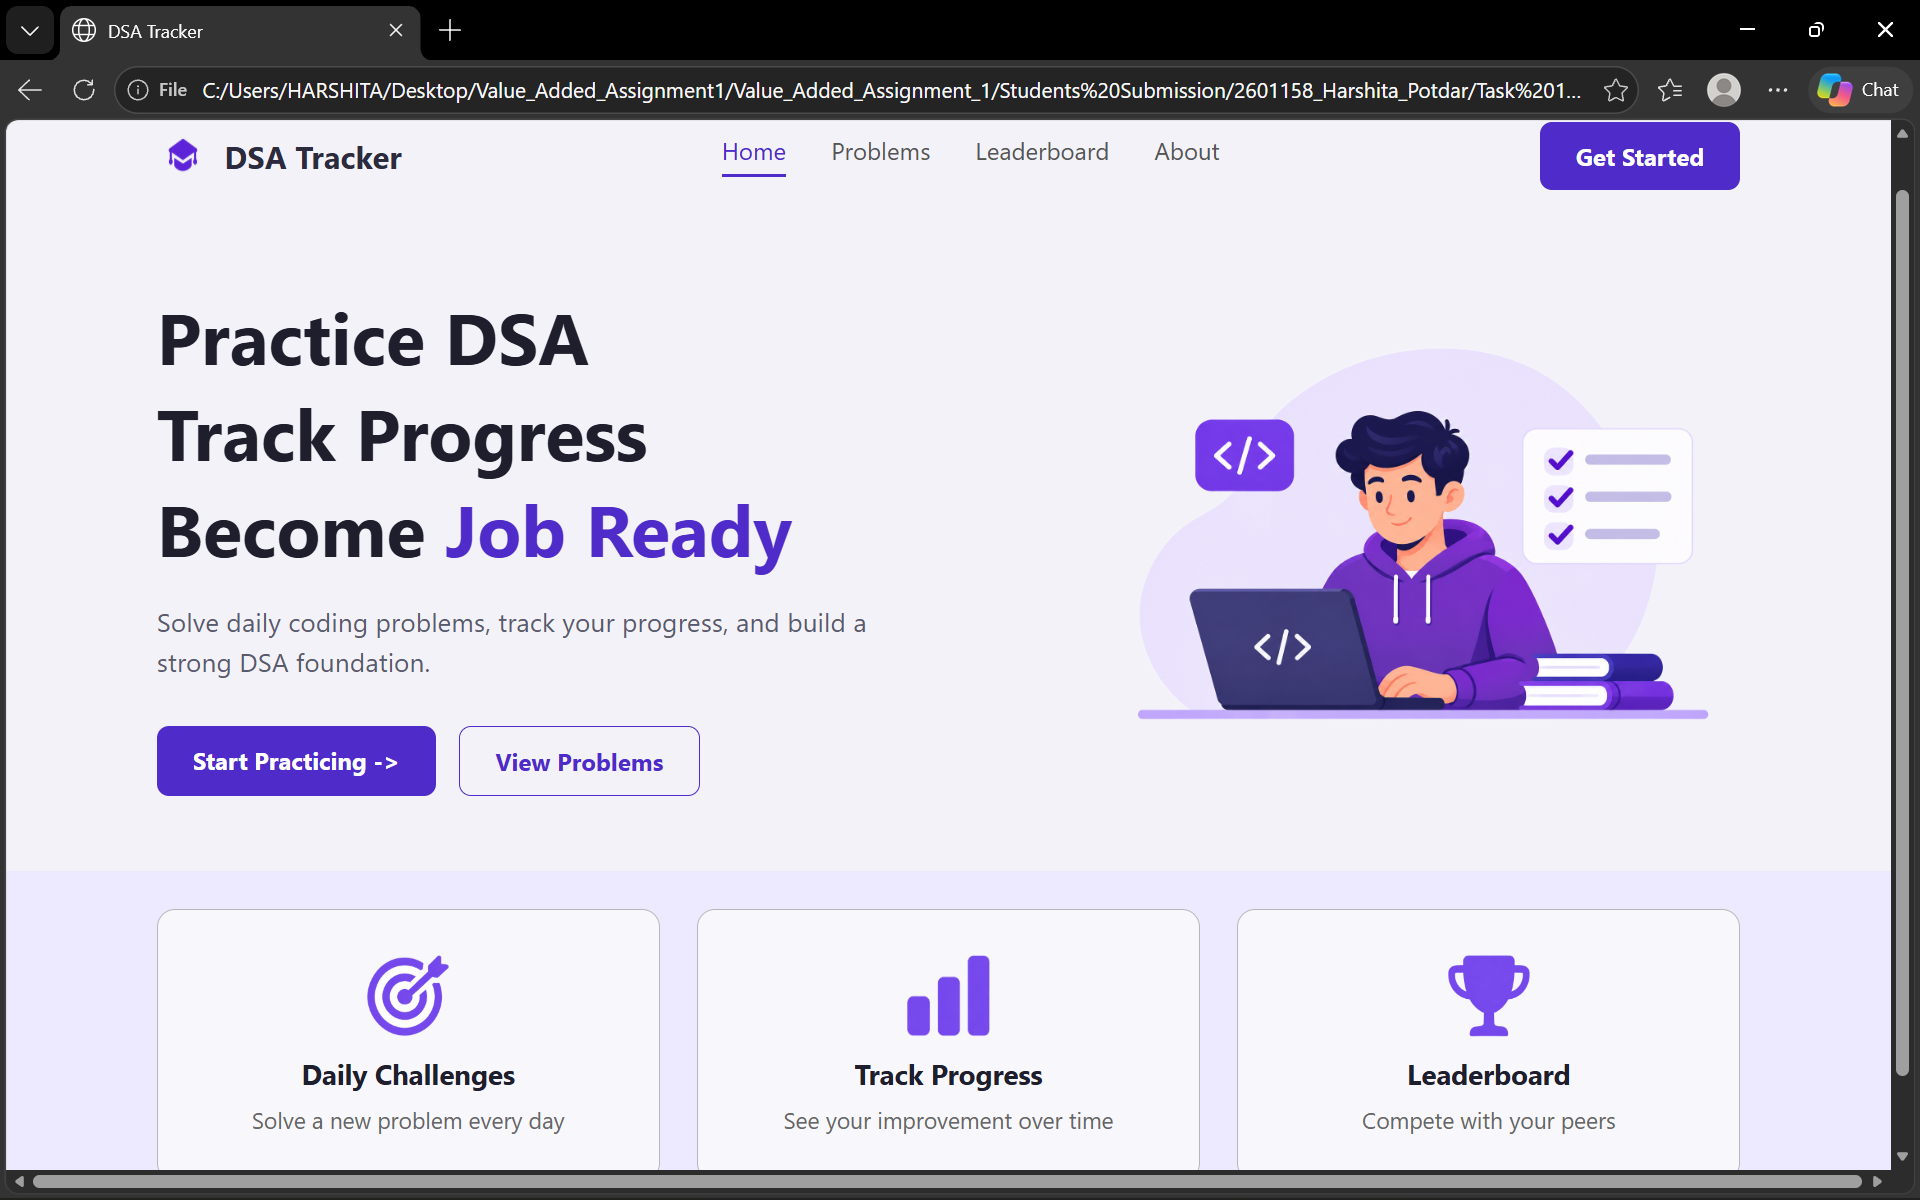 DSA Tracker
File C:/Users/HARSHITA/Desktop/Value_Added_Assignment1/Value_Added_Assignment_1/Students%20Submission/2601158_Harshita_Potdar/Task%201...
Chat
DSA Tracker
Home Problems Leaderboard About
Get Started
Practice DSA
Track Progress
Become Job Ready
Solve daily coding problems, track your progress, and build a
strong DSA foundation.
Start Practicing -> View Problems
</>
</>
Daily Challenges
Solve a new problem every day
Track Progress
See your improvement over time
Leaderboard
Compete with your peers